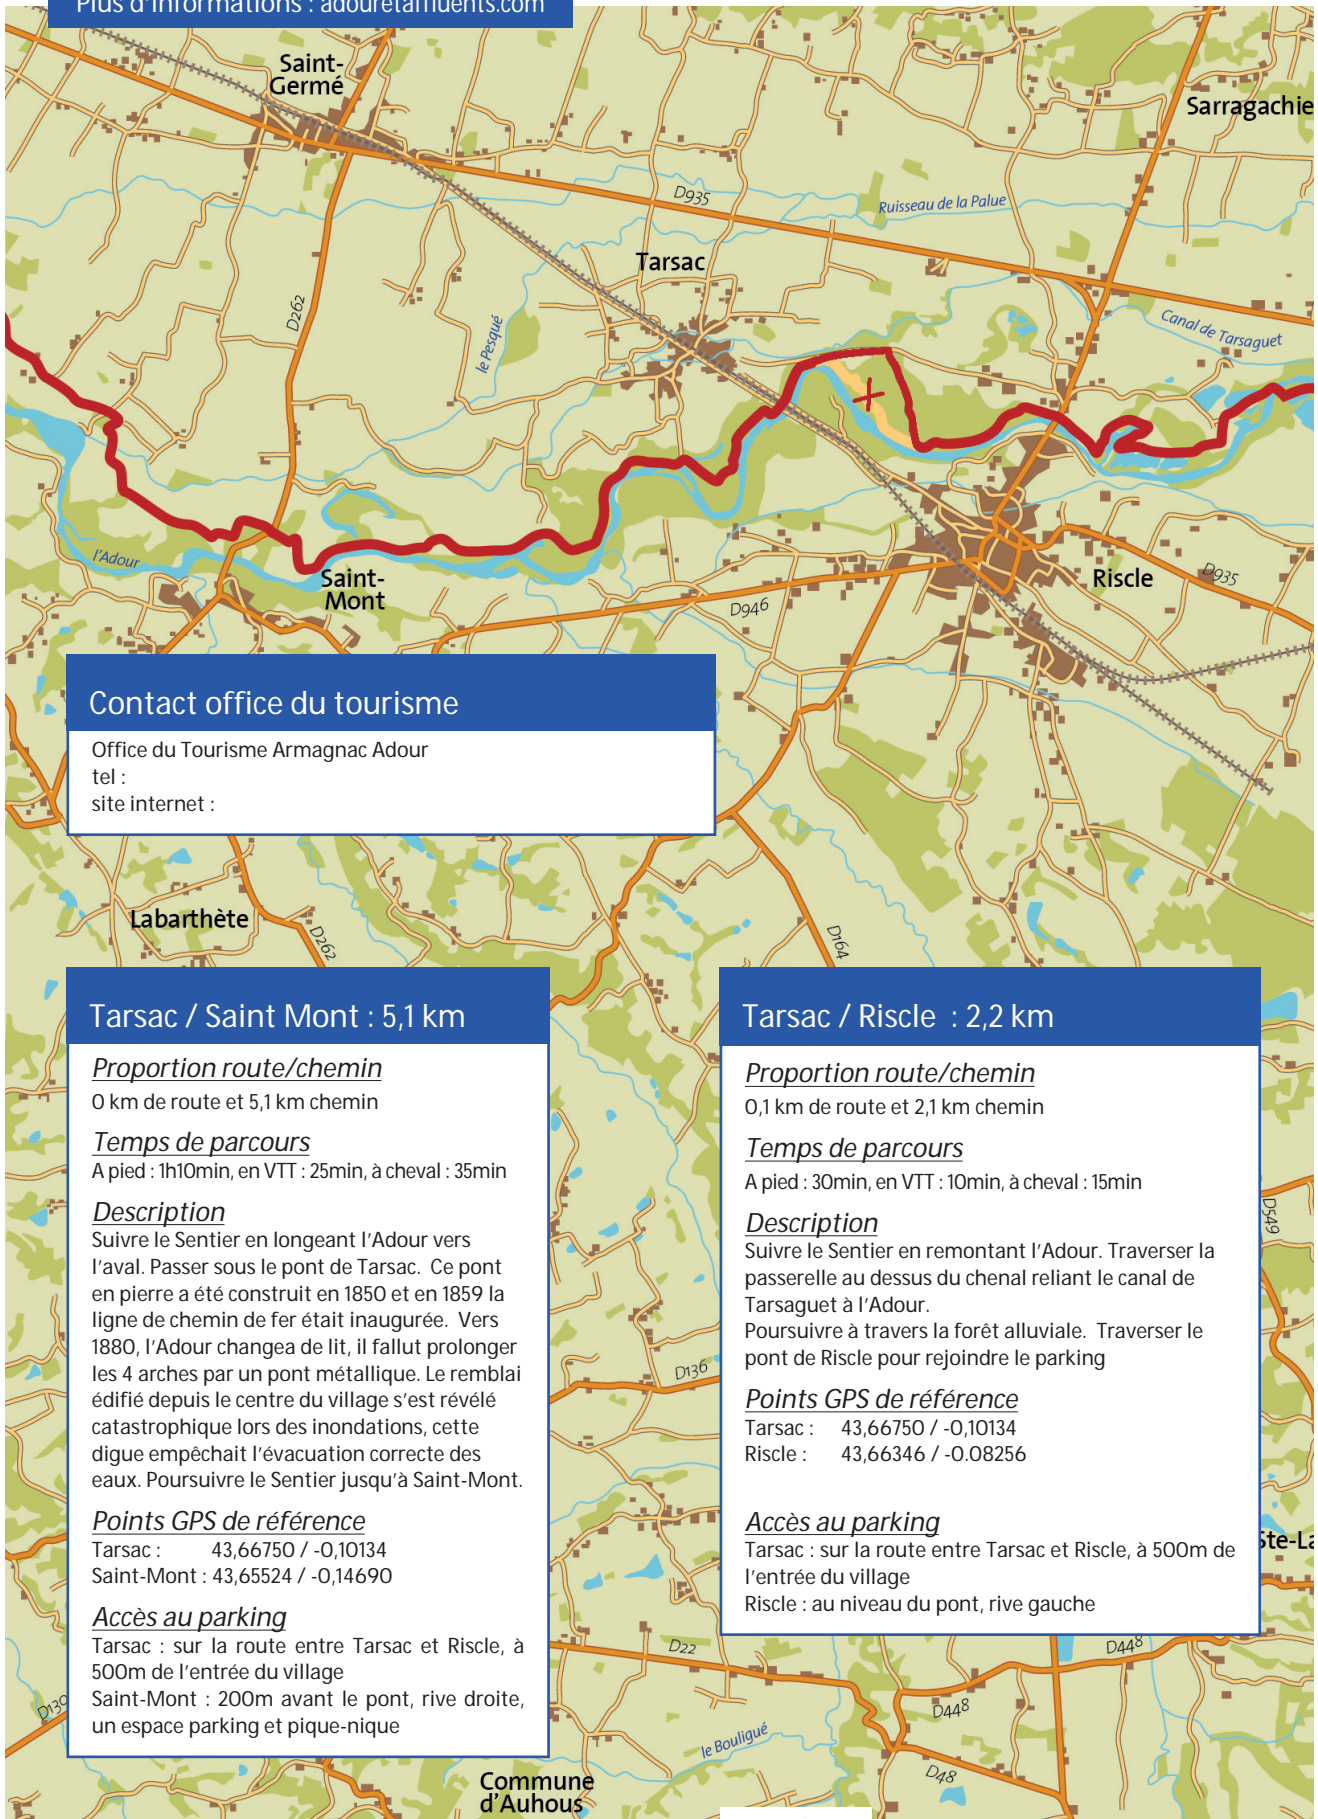 Plus d'informations : adouretaffluents.com
Saint-
Germé
Sarragachie
D935
Ruisseau de la Palue
Tarsac
D262
le Pesqué
Canal de Tarsaguet
l'Adour
Saint-
Mont
D946
Riscle
D935
Contact office du tourisme
Office du Tourisme Armagnac Adour
tel :
site internet :
Labarthète
D262
D164
Tarsac / Saint Mont : 5,1 km
Proportion route/chemin
0 km de route et 5,1 km chemin
Temps de parcours
A pied : 1h10min, en VTT : 25min, à cheval : 35min
Description
Suivre le Sentier en longeant l'Adour vers
l'aval. Passer sous le pont de Tarsac. Ce pont
en pierre a été construit en 1850 et en 1859 la
ligne de chemin de fer était inaugurée. Vers
1880, l'Adour changea de lit, il fallut prolonger
les 4 arches par un pont métallique. Le remblai
édifié depuis le centre du village s'est révélé
catastrophique lors des inondations, cette
digue empêchait l'évacuation correcte des
eaux. Poursuivre le Sentier jusqu'à Saint-Mont.
Points GPS de référence
Tarsac : 43,66750 / -0,10134
Saint-Mont : 43,65524 / -0,14690
Accès au parking
Tarsac : sur la route entre Tarsac et Riscle, à
500m de l'entrée du village
Saint-Mont : 200m avant le pont, rive droite,
un espace parking et pique-nique
Tarsac / Riscle : 2,2 km
Proportion route/chemin
0,1 km de route et 2,1 km chemin
Temps de parcours
A pied : 30min, en VTT : 10min, à cheval : 15min
Description
Suivre le Sentier en remontant l'Adour. Traverser la
passerelle au dessus du chenal reliant le canal de
Tarsaguet à l'Adour.
Poursuivre à travers la forêt alluviale. Traverser le
pont de Riscle pour rejoindre le parking
Points GPS de référence
Tarsac : 43,66750 / -0,10134
Riscle : 43,66346 / -0.08256
Accès au parking
Tarsac : sur la route entre Tarsac et Riscle, à 500m de
l'entrée du village
Riscle : au niveau du pont, rive gauche
D549
D136
Ste-La
D22
D448
D448
D139
le Bouligué
D48
Commune
d'Auhous